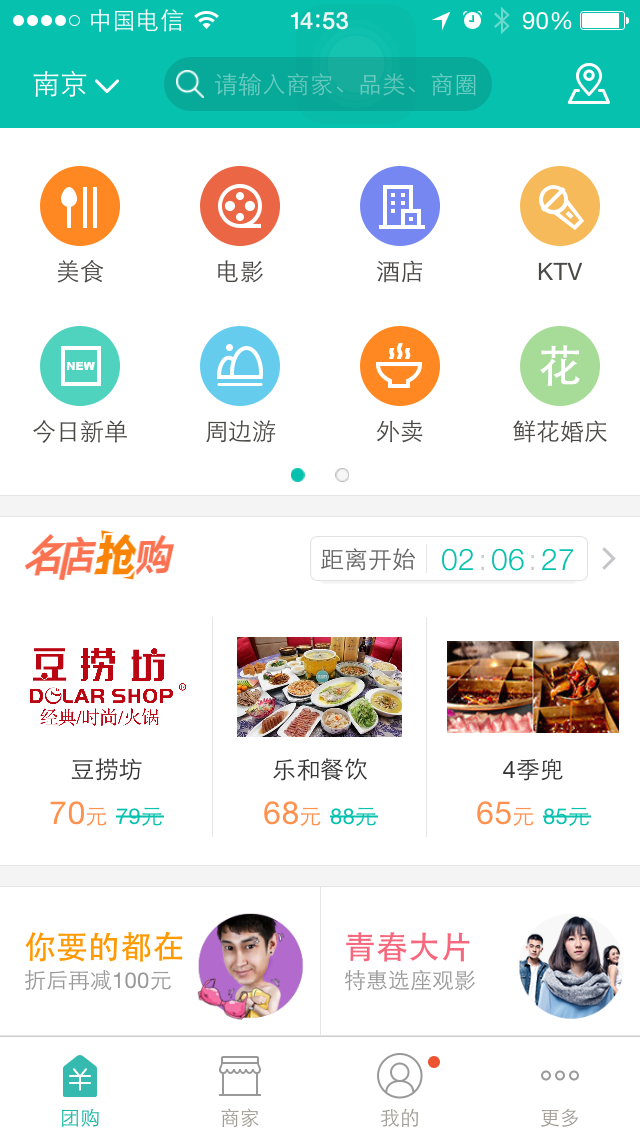 中国电信 14:53 90%
南京 请输入商家、品类、商圈
美食 电影 酒店 KTV
NEW 花
今日新单 周边游 外卖 鲜花婚庆
名店抢购 距离开始 02:06:27
豆捞坊
DOLAR SHOP®
经典/时尚/火锅
豆捞坊 乐和餐饮 4季兜
70元 79元 68元 88元 65元 85元
你要的都在 青春大片
折后再减100元 特惠选座观影
团购 商家 我的 更多